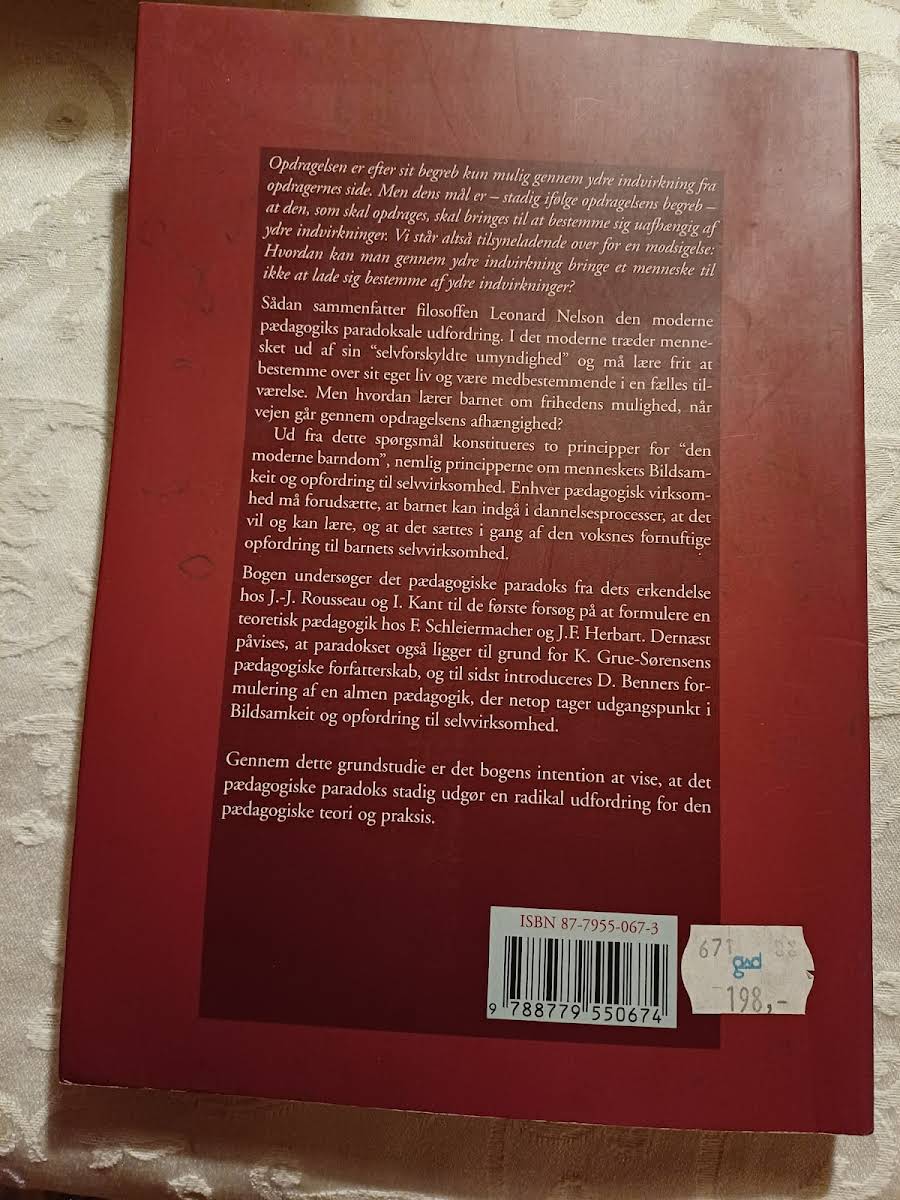 Opdragelsen er efter sit begreb kun mulig gennem ydre indvirkning fra
opdragernes side. Men dens mål er – stadig ifølge opdragelsens begreb –
at den, som skal opdrages, skal bringes til at bestemme sig uafhængig af
ydre indvirkninger. Vi står altså tilsyneladende over for en modsigelse:
Hvordan kan man gennem ydre indvirkning bringe et menneske til
ikke at lade sig bestemme af ydre indvirkninger?
Sådan sammenfatter filosoffen Leonard Nelson den moderne
pædagogiks paradoksale udfordring. I det moderne træder menne-
sket ud af sin “selvforskyldte umyndighed” og må lære frit at
bestemme over sit eget liv og være medbestemmende i en fælles til-
værelse. Men hvordan lærer barnet om frihedens mulighed, når
vejen går gennem opdragelsens afhængighed?
Ud fra dette spørgsmål konstitueres to principper for “den
moderne barndom”, nemlig principperne om menneskets Bildsam-
keit og opfordring til selvvirksomhed. Enhver pædagogisk virksom-
hed må forudsætte, at barnet kan indgå i dannelsesprocesser, at det
vil og kan lære, og at det sættes i gang af den voksnes fornuftige
opfordring til barnets selvvirksomhed.
Bogen undersøger det pædagogiske paradoks fra dets erkendelse
hos J.-J. Rousseau og I. Kant til de første forsøg på at formulere en
teoretisk pædagogik hos F. Schleiermacher og J.F. Herbart. Dernæst
påvises, at paradokset også ligger til grund for K. Grue-Sørensens
pædagogiske forfatterskab, og til sidst introduceres D. Benners for-
mulering af en almen pædagogik, der netop tager udgangspunkt i
Bildsamkeit og opfordring til selvvirksomhed.
Gennem dette grundstudie er det bogens intention at vise, at det
pædagogiske paradoks stadig udgør en radikal udfordring for den
pædagogiske teori og praksis.
ISBN 87-7955-067-3
9 788779 550674
671
gad
198,-